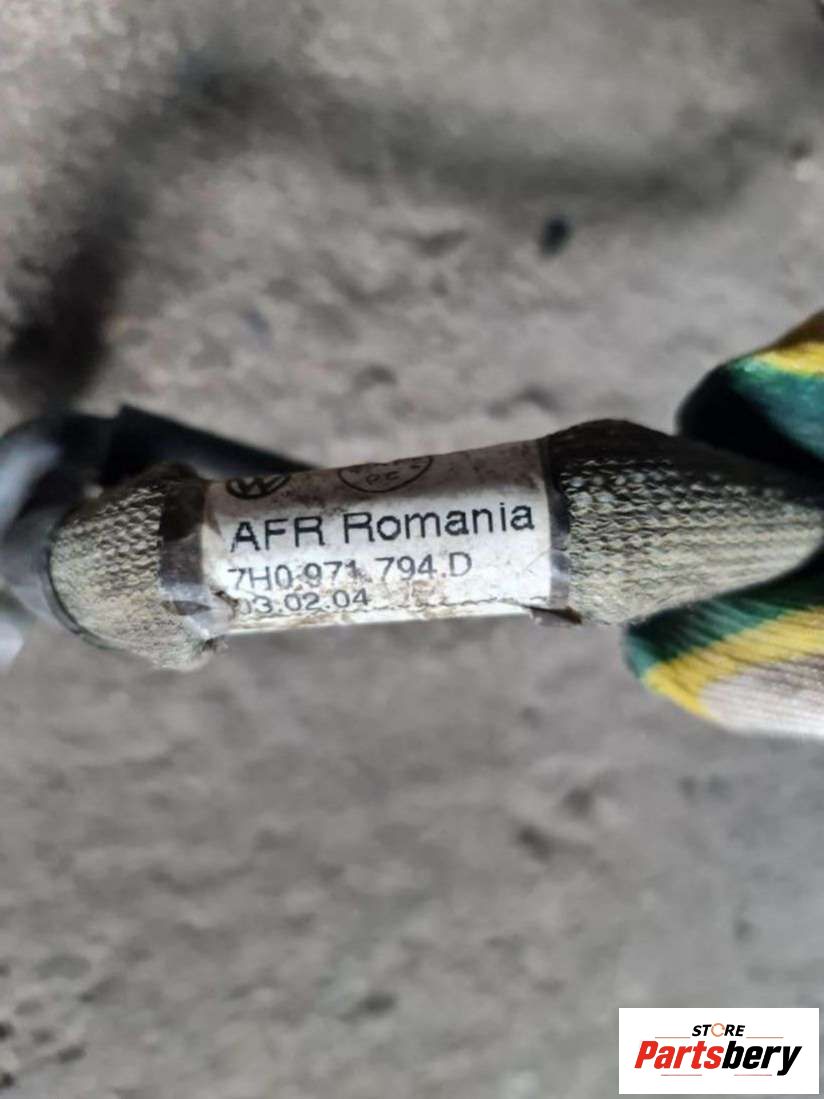 AFR Romania
7H0.971.794.D
03.02.04
STORE
Partsbery